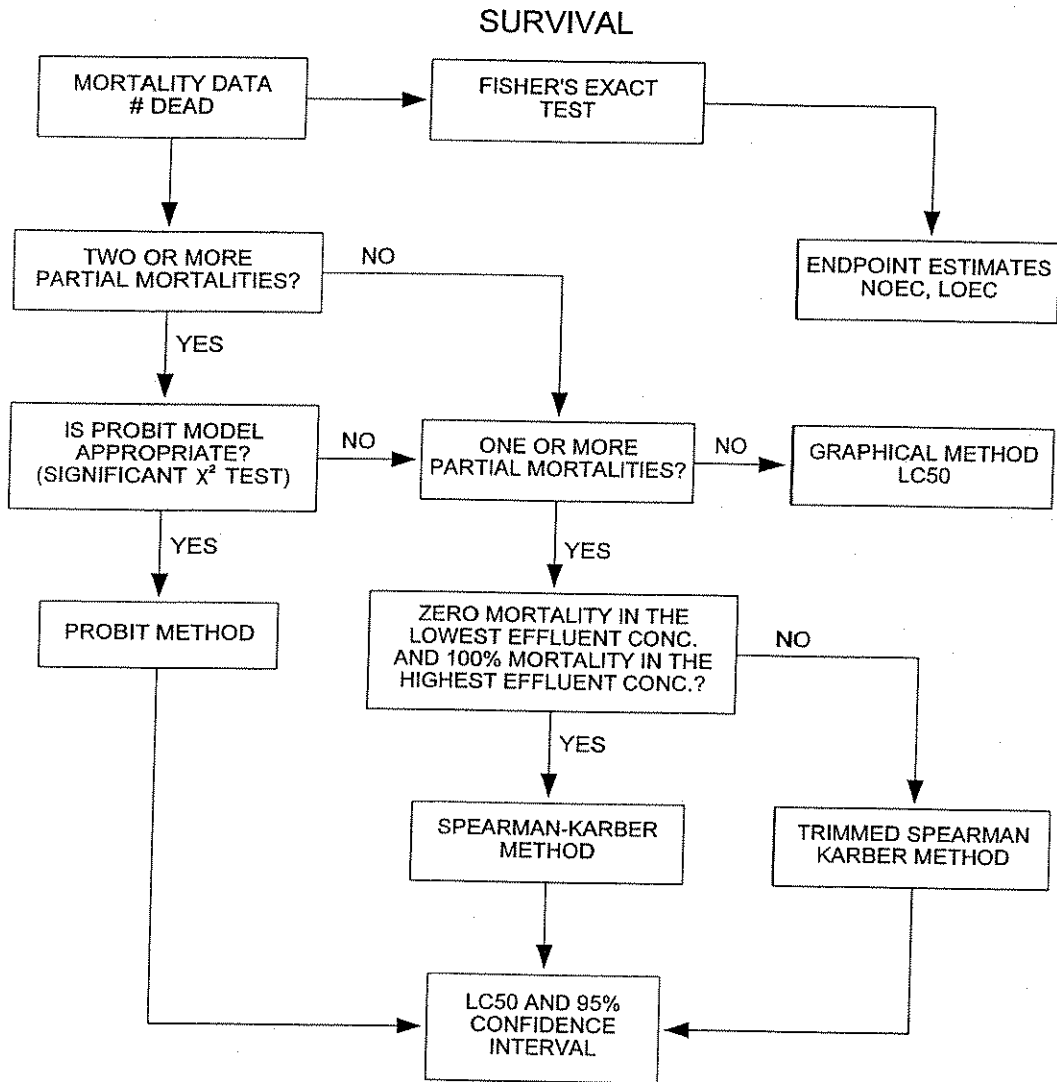 SURVIVAL
MORTALITY DATA
# DEAD
FISHER'S EXACT
TEST
TWO OR MORE
PARTIAL MORTALITIES?
NO
ENDPOINT ESTIMATES
NOEC, LOEC
YES
IS PROBIT MODEL
APPROPRIATE?
(SIGNIFICANT X² TEST)
NO
ONE OR MORE
PARTIAL MORTALITIES?
NO
GRAPHICAL METHOD
LC50
YES
YES
PROBIT METHOD
ZERO MORTALITY IN THE
LOWEST EFFLUENT CONC.
AND 100% MORTALITY IN THE
HIGHEST EFFLUENT CONC.?
NO
YES
SPEARMAN-KARBER
METHOD
TRIMMED SPEARMAN
KARBER METHOD
LC50 AND 95%
CONFIDENCE
INTERVAL